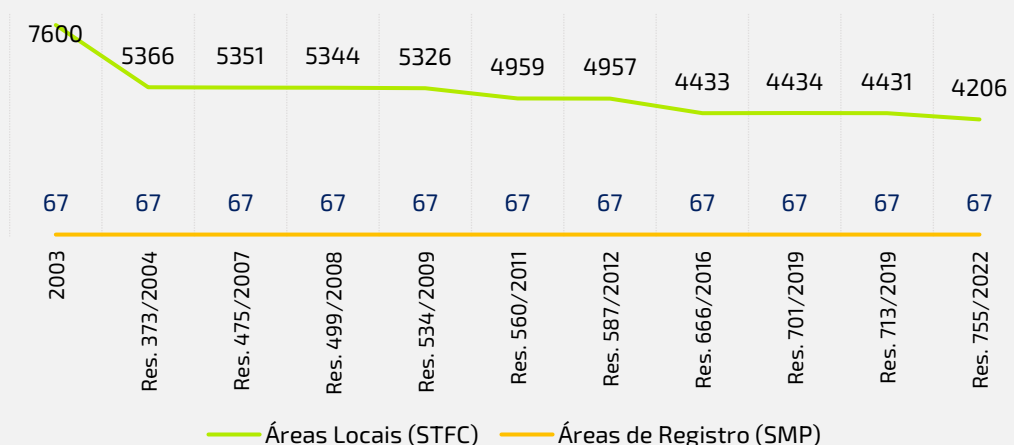 7600 5366 5351 5344 5326 4959 4957 4433 4434 4431 4206
67 67 67 67 67 67 67 67 67 67 67
2003
Res. 373/2004
Res. 475/2007
Res. 499/2008
Res. 534/2009
Res. 560/2011
Res. 587/2012
Res. 666/2016
Res. 701/2019
Res. 713/2019
Res. 755/2022
Áreas Locais (STFC) Áreas de Registro (SMP)